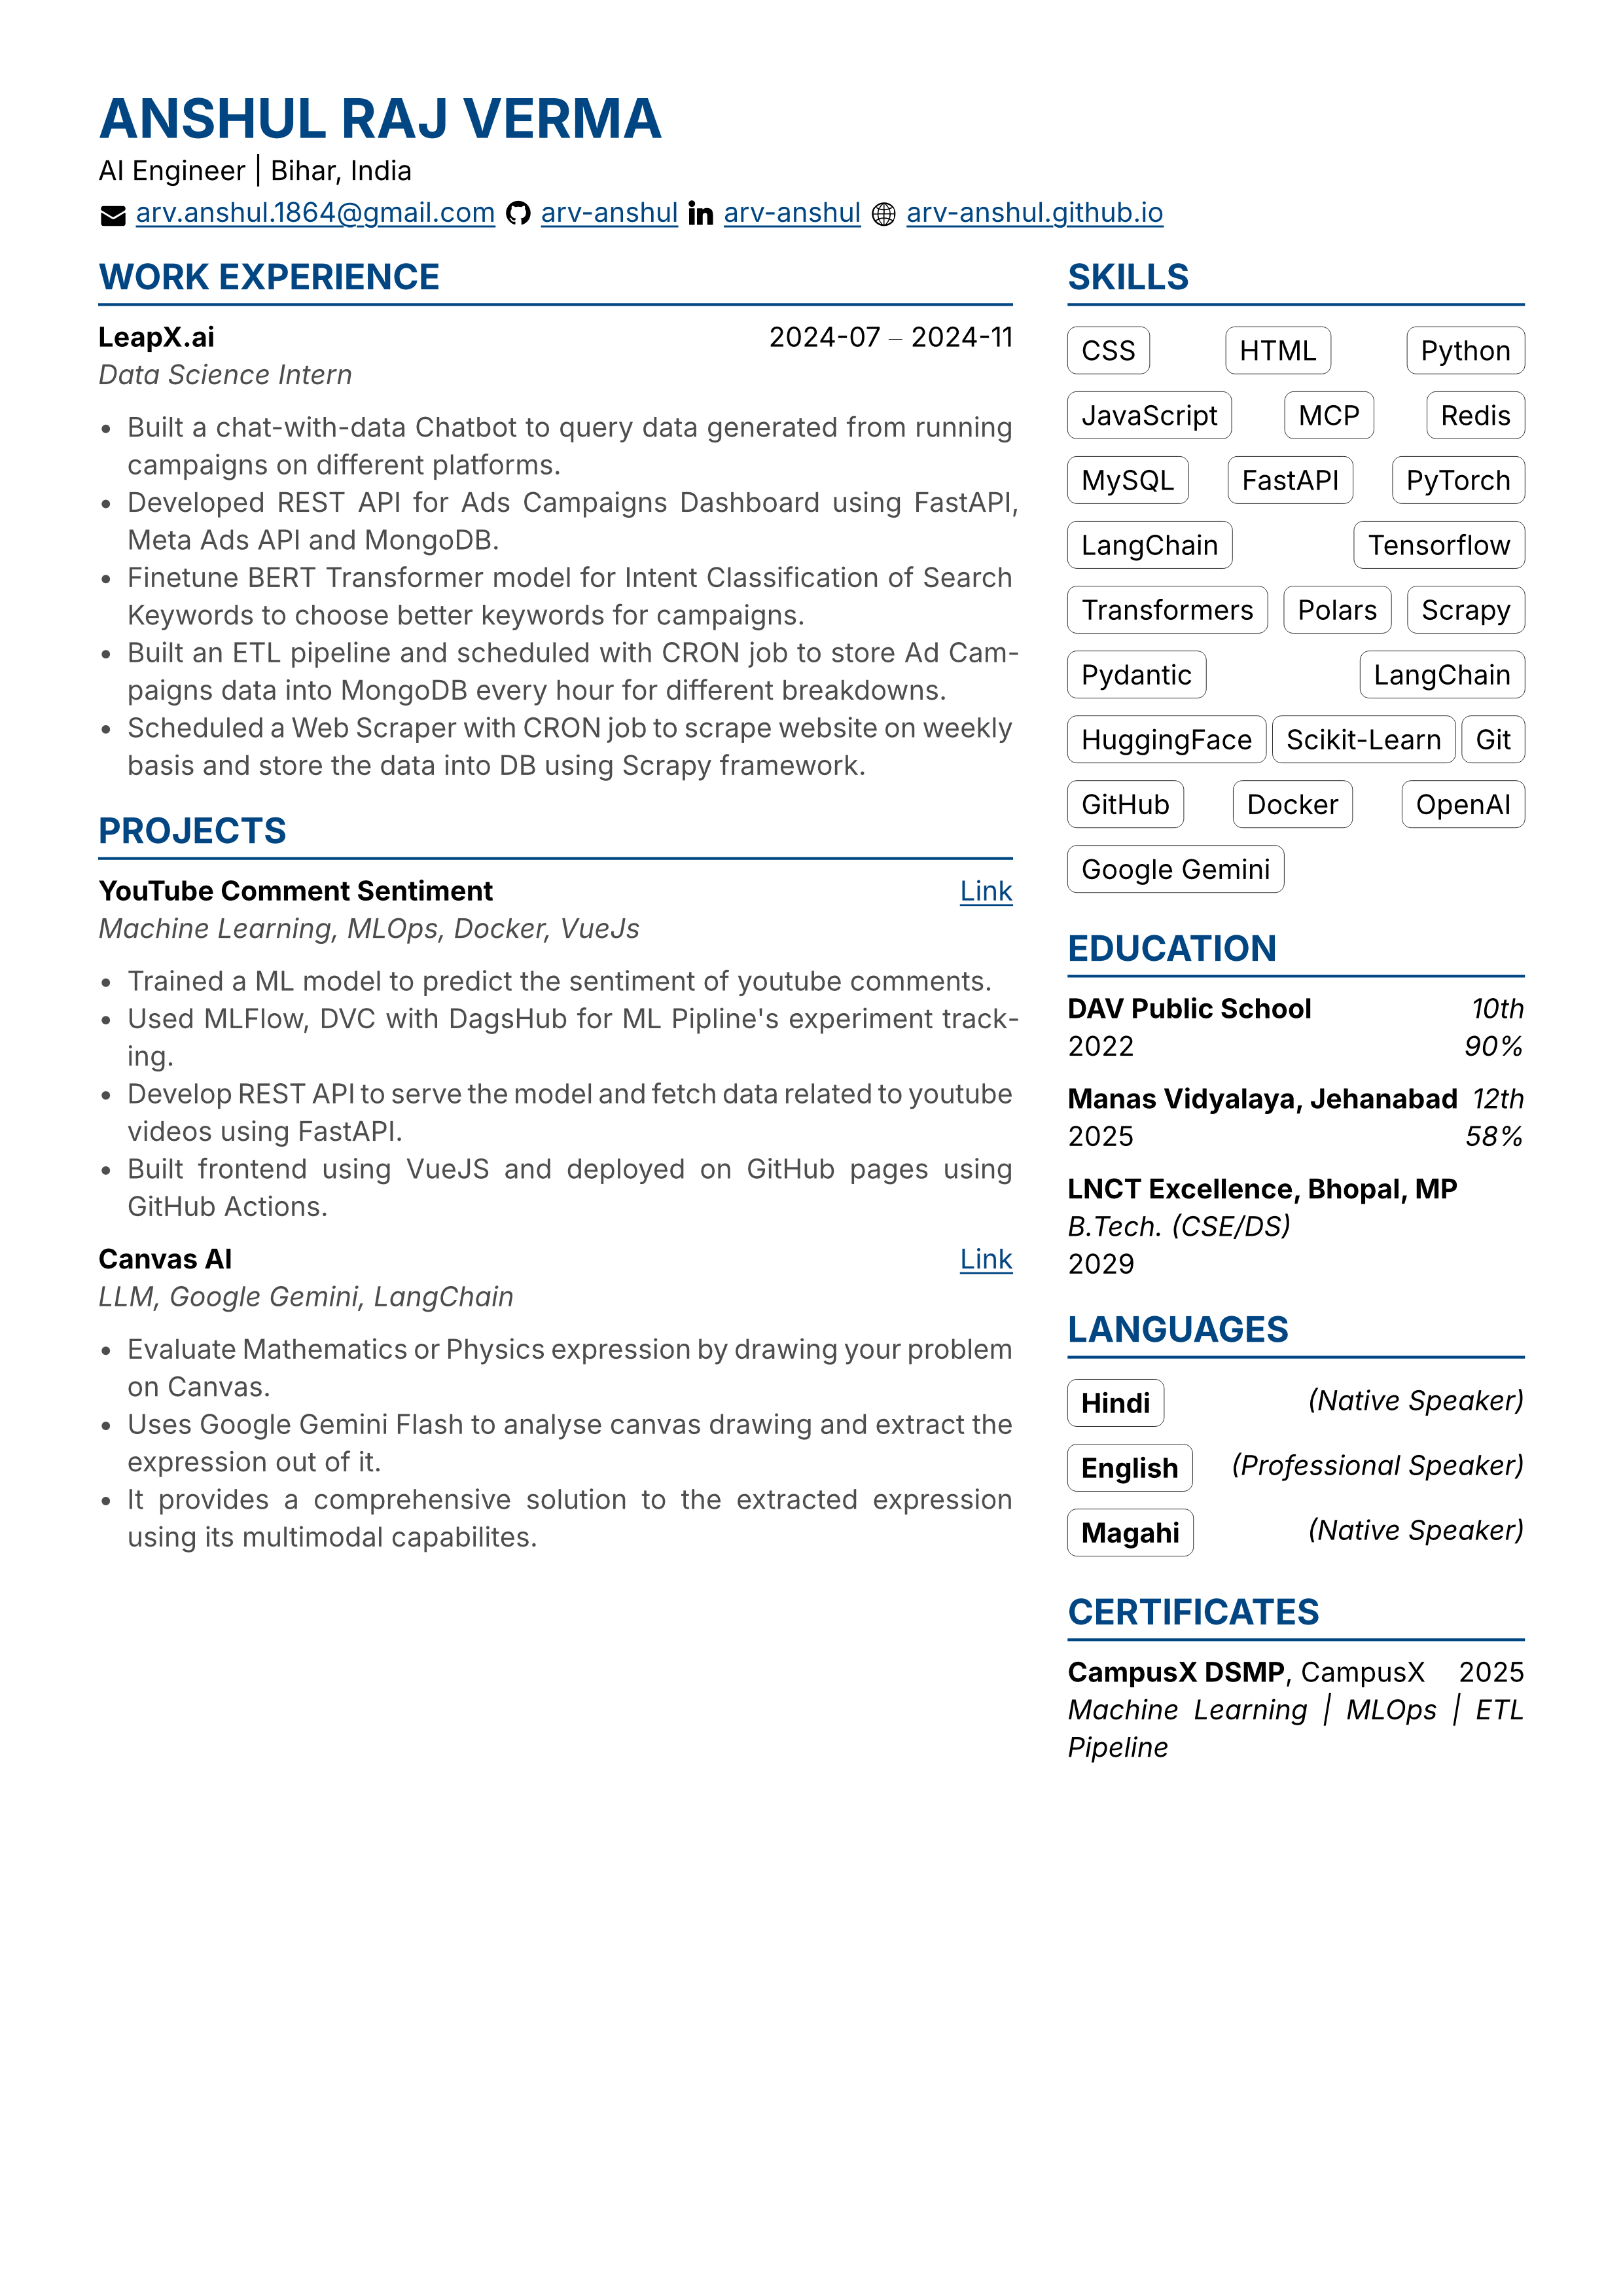 ANSHUL RAJ VERMA
AI Engineer | Bihar, India
arv.anshul.1864@gmail.com arv-anshul arv-anshul arv-anshul.github.io
WORK EXPERIENCE
LeapX.ai 2024-07 – 2024-11
Data Science Intern
• Built a chat-with-data Chatbot to query data generated from running
campaigns on different platforms.
• Developed REST API for Ads Campaigns Dashboard using FastAPI,
Meta Ads API and MongoDB.
• Finetune BERT Transformer model for Intent Classification of Search
Keywords to choose better keywords for campaigns.
• Built an ETL pipeline and scheduled with CRON job to store Ad Cam-
paigns data into MongoDB every hour for different breakdowns.
• Scheduled a Web Scraper with CRON job to scrape website on weekly
basis and store the data into DB using Scrapy framework.
PROJECTS
YouTube Comment Sentiment Link
Machine Learning, MLOps, Docker, VueJs
• Trained a ML model to predict the sentiment of youtube comments.
• Used MLFlow, DVC with DagsHub for ML Pipline's experiment track-
ing.
• Develop REST API to serve the model and fetch data related to youtube
videos using FastAPI.
• Built frontend using VueJS and deployed on GitHub pages using
GitHub Actions.
Canvas AI Link
LLM, Google Gemini, LangChain
• Evaluate Mathematics or Physics expression by drawing your problem
on Canvas.
• Uses Google Gemini Flash to analyse canvas drawing and extract the
expression out of it.
• It provides a comprehensive solution to the extracted expression
using its multimodal capabilites.
SKILLS
CSS HTML Python
JavaScript MCP Redis
MySQL FastAPI PyTorch
LangChain Tensorflow
Transformers Polars Scrapy
Pydantic LangChain
HuggingFace Scikit-Learn Git
GitHub Docker OpenAI
Google Gemini
EDUCATION
DAV Public School 10th
2022 90%
Manas Vidyalaya, Jehanabad 12th
2025 58%
LNCT Excellence, Bhopal, MP
B.Tech. (CSE/DS)
2029
LANGUAGES
Hindi (Native Speaker)
English (Professional Speaker)
Magahi (Native Speaker)
CERTIFICATES
CampusX DSMP, CampusX 2025
Machine Learning | MLOps | ETL
Pipeline